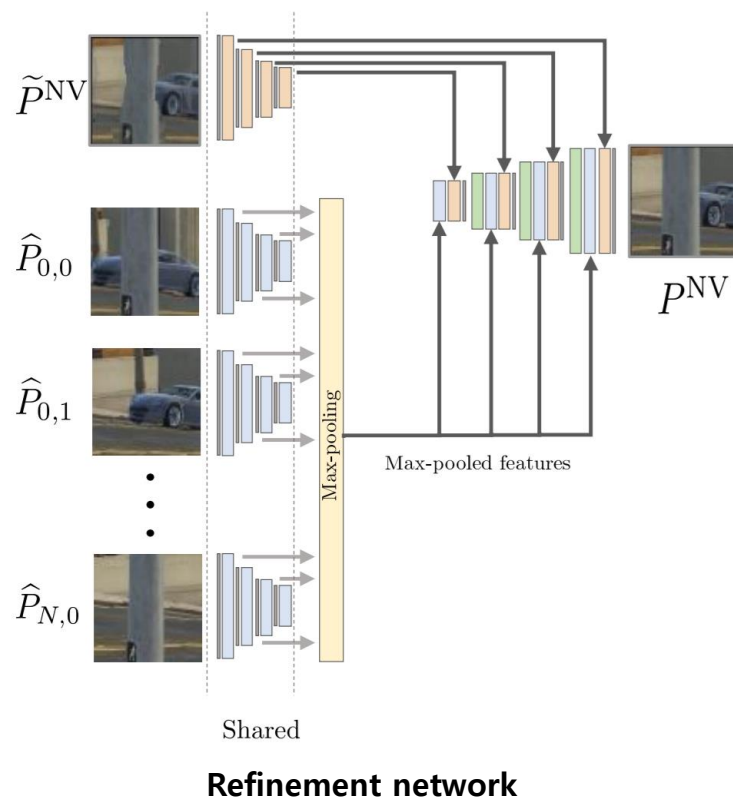 P̃^NV
P̂_0,0
P^NV
P̂_0,1
Max-pooling
Max-pooled features
P̂_N,0
Shared
Refinement network